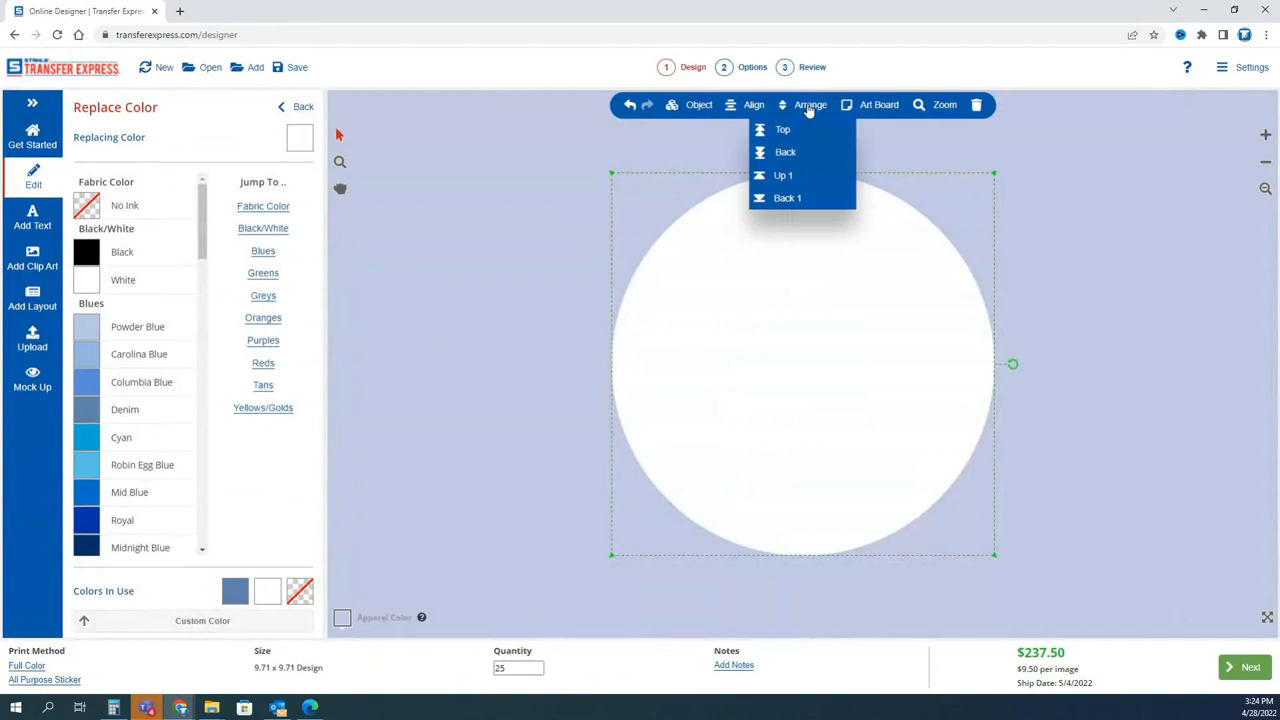 Online Designer | Transfer Expres
transferexpress.com/designer
STAHLS'
TRANSFER EXPRESS
New
Open
Add
Save
1 Design
2 Options
3 Review
?
Settings
Get Started
Edit
Add Text
Add Clip Art
Add Layout
Upload
Mock Up
Replace Color
Back
Replacing Color
Fabric Color
No Ink
Black/White
Black
White
Blues
Powder Blue
Carolina Blue
Columbia Blue
Denim
Cyan
Robin Egg Blue
Mid Blue
Royal
Midnight Blue
Jump To ..
Fabric Color
Black/White
Blues
Greens
Greys
Oranges
Purples
Reds
Tans
Yellows/Golds
Colors In Use
Custom Color
Object
Align
Arrange
Art Board
Zoom
Top
Back
Up 1
Back 1
Apparel Color ?
Print Method
Full Color
All Purpose Sticker
Size
9.71 x 9.71 Design
Quantity
25
Notes
Add Notes
$237.50
$9.50 per image
Ship Date: 5/4/2022
Next
3:24 PM
4/28/2022